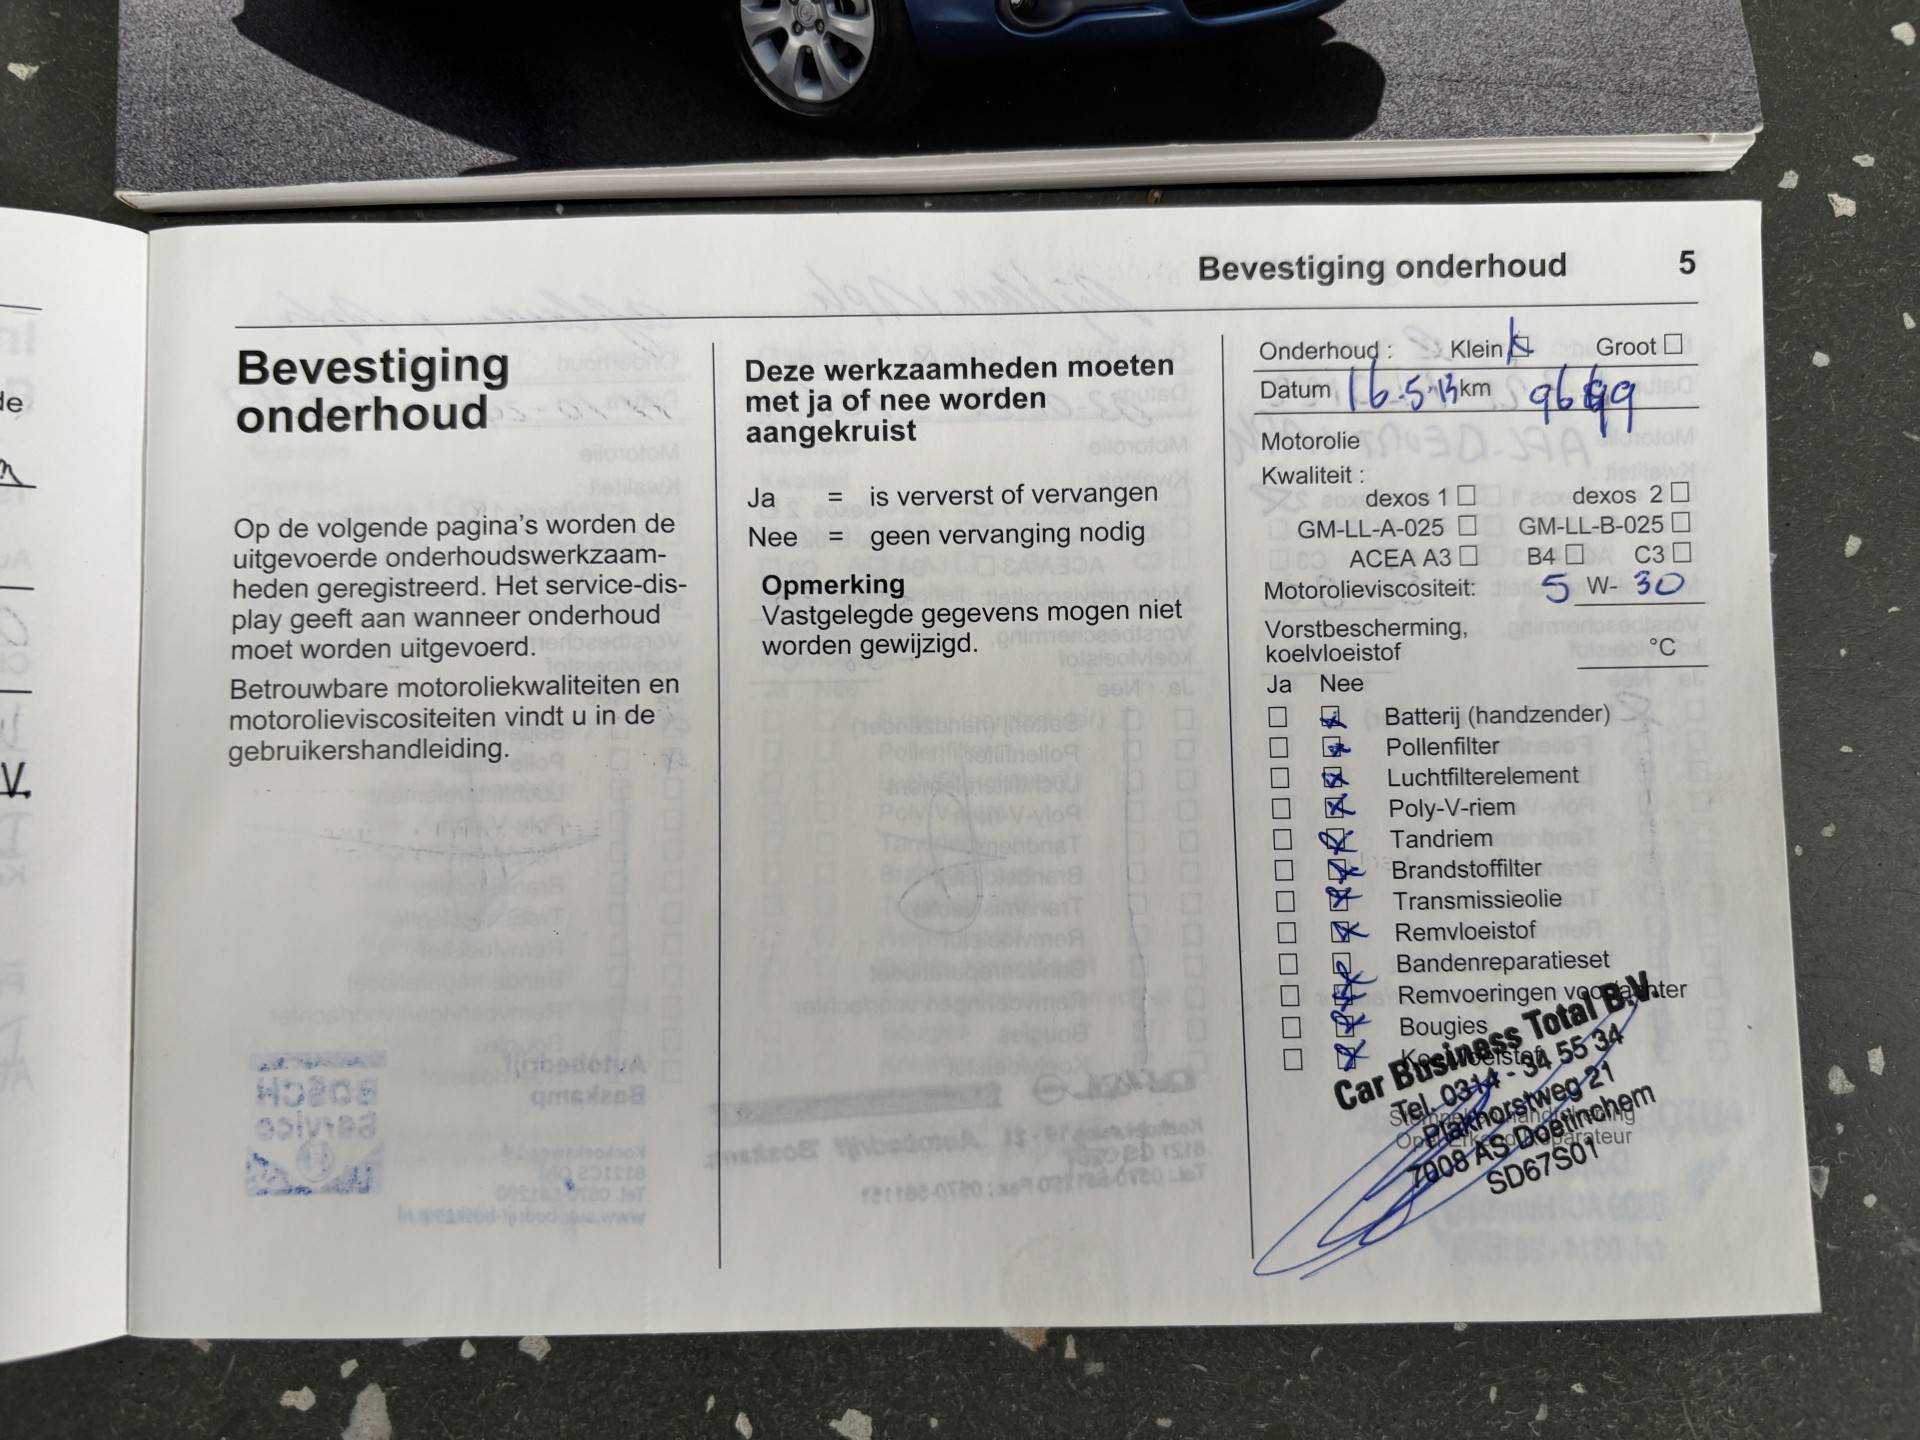 Bevestiging onderhoud 5
Bevestiging
onderhoud
Op de volgende pagina's worden de
uitgevoerde onderhoudswerkzaam-
heden geregistreerd. Het service-dis-
play geeft aan wanneer onderhoud
moet worden uitgevoerd.
Betrouwbare motoroliekwaliteiten en
motorolieviscositeiten vindt u in de
gebruikershandleiding.
Deze werkzaamheden moeten
met ja of nee worden
aangekruist
Ja = is ververst of vervangen
Nee = geen vervanging nodig
Opmerking
Vastgelegde gegevens mogen niet
worden gewijzigd.
Onderhoud : Klein Groot
Datum 16-5-13 km
Motorolie
Kwaliteit :
dexos 1 dexos 2
GM-LL-A-025 GM-LL-B-025
ACEA A3 B4 C3
Motorolieviscositeit: 5 W- 30
Vorstbescherming,
koelvloeistof °C
Ja Nee
Batterij (handzender)
Pollenfilter
Luchtfilterelement
Poly-V-riem
Tandriem
Brandstoffilter
Transmissieolie
Remvloeistof
Bandenreparatieset
Remvoeringen voor/achter
Bougies
Koelvloeistof
Car Business Total B.V.
Tel. 0314 - 34 55 34
Plakhorstweg 21
7008 AS Doetinchem
SD67S01
de
V.